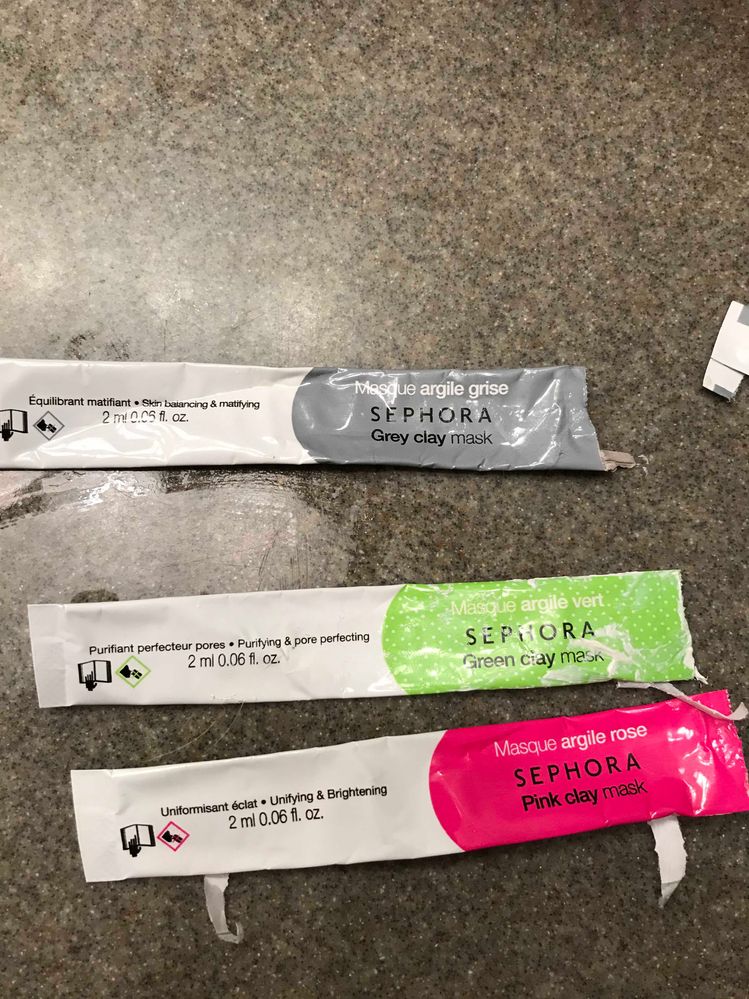 Équilibrant matifiant • Skin balancing & matifying
2 ml 0.06 fl. oz.
Masque argile grise
SEPHORA
Grey clay mask
Purifiant perfecteur pores • Purifying & pore perfecting
2 ml 0.06 fl. oz.
Masque argile vert
SEPHORA
Green clay mask
Uniformisant éclat • Unifying & Brightening
2 ml 0.06 fl. oz.
Masque argile rose
SEPHORA
Pink clay mask